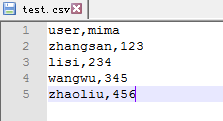 test.csv
1 user,mima
2 zhangsan,123
3 lisi,234
4 wangwu,345
5 zhaoliu,456